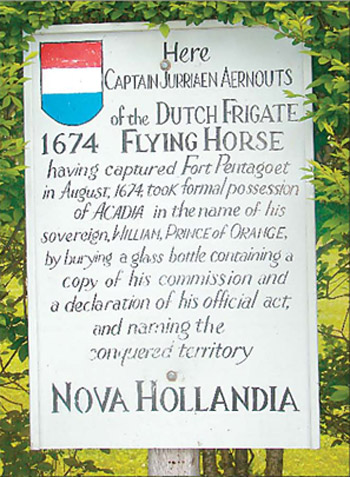 Here
CAPTAIN JURRIAEN AERNOUTS
of the DUTCH FRIGATE
1674 FLYING HORSE
having captured Fort Pentagoet
in August, 1674, took formal possession
of ACADIA in the name of his
sovereign, WILLIAM, PRINCE of ORANGE,
by burying a glass bottle containing a
copy of his commission and
a declaration of his official act,
and naming the
conquered territory
NOVA HOLLANDIA